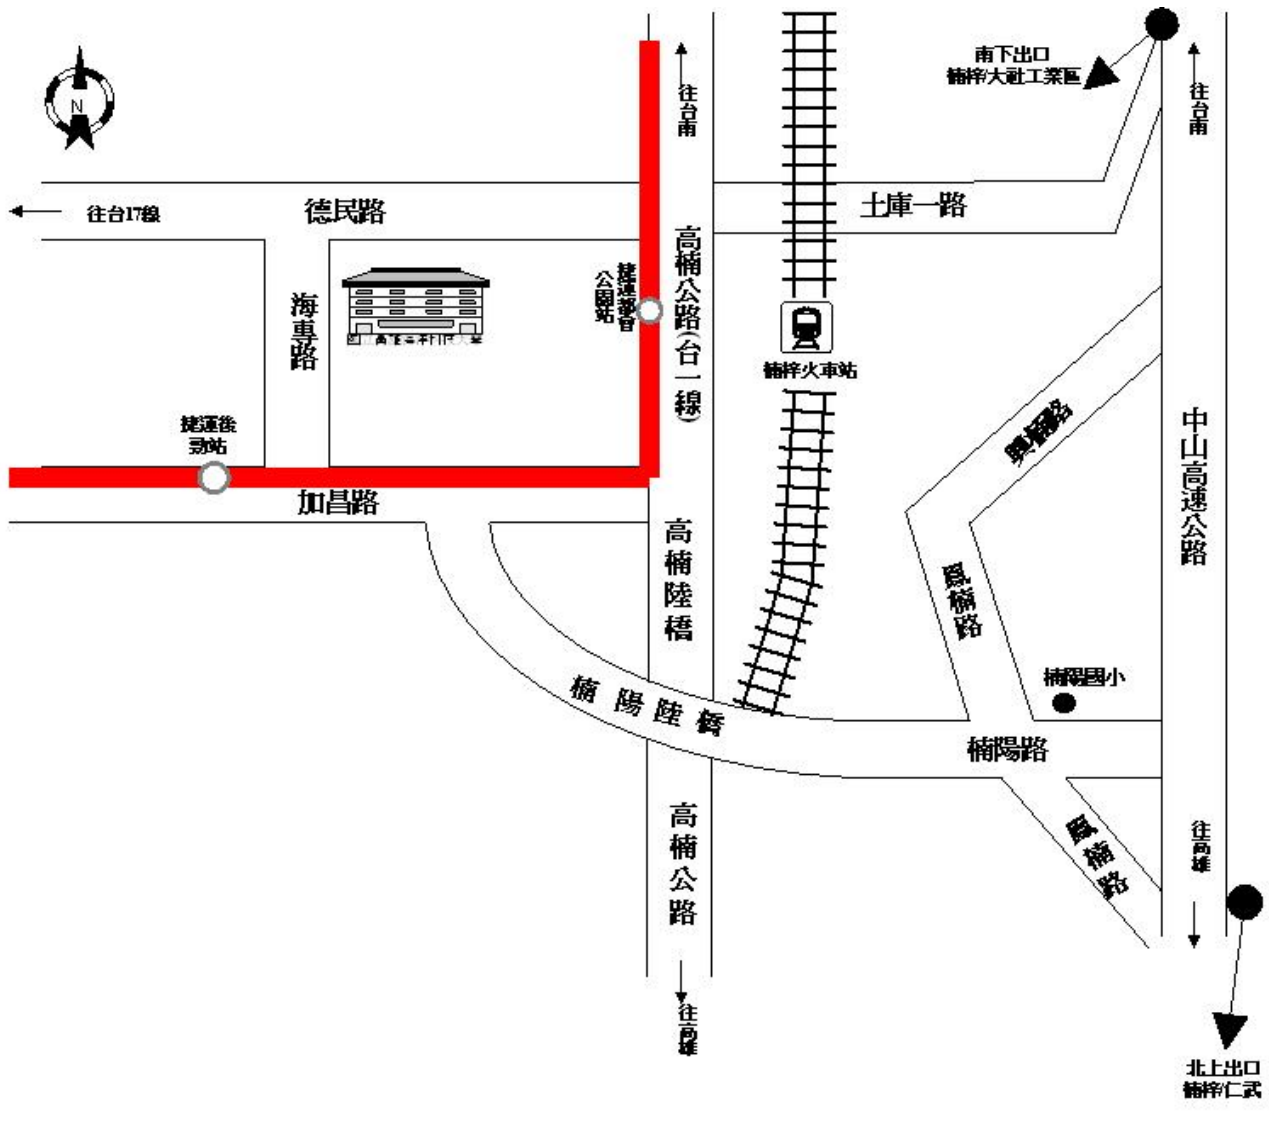 南下出口
楠梓/大社工業區
N
往台南
往台南
往台17線
德民路
土庫一路
高楠公路(台一線)
捷運都會
公園站
海專路
楠梓火車站
捷運後
勁站
興楠路
中山高速公路
加昌路
高楠陸橋
鳳楠路
楠陽國小
楠陽陸橋
楠陽路
高楠公路
鳳楠路
往高雄
往高雄
北上出口
楠梓/仁武